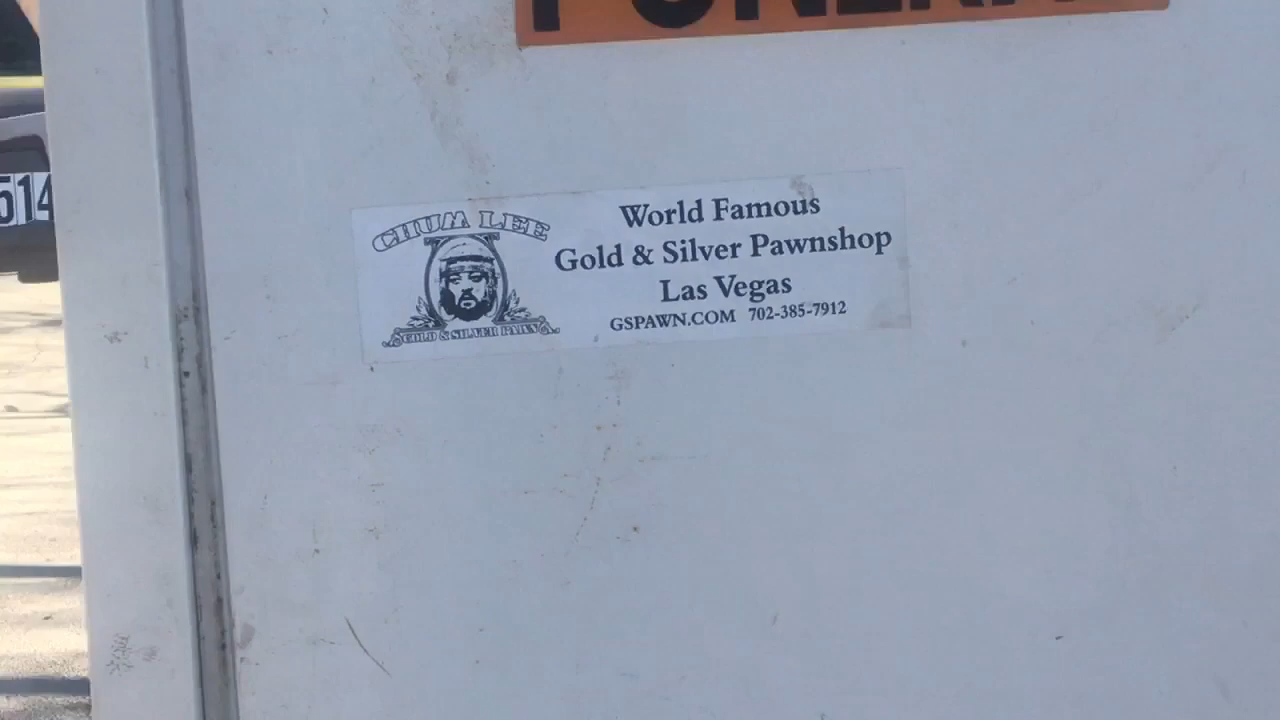 514
CHUM LEE
GOLD & SILVER PAWN
World Famous
Gold & Silver Pawnshop
Las Vegas
GSPAWN.COM 702-385-7912